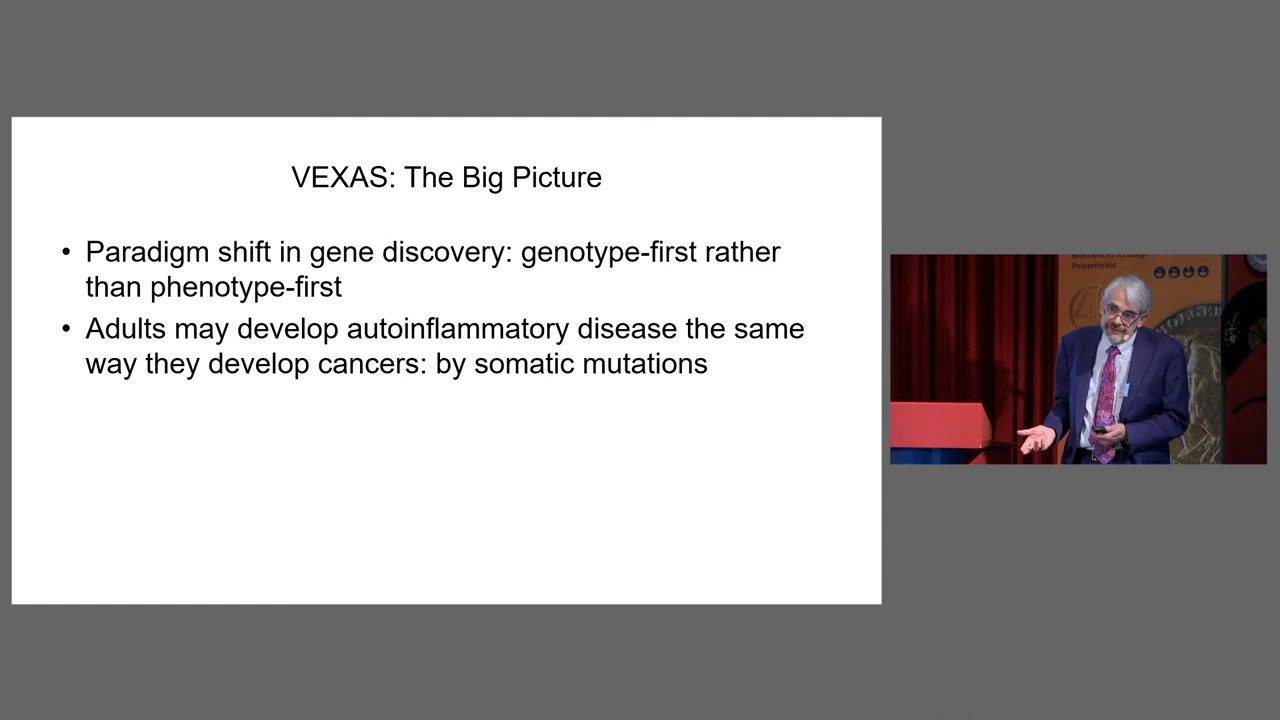 VEXAS: The Big Picture
• Paradigm shift in gene discovery: genotype-first rather
than phenotype-first
• Adults may develop autoinflammatory disease the same
way they develop cancers: by somatic mutations
Polyarthritis